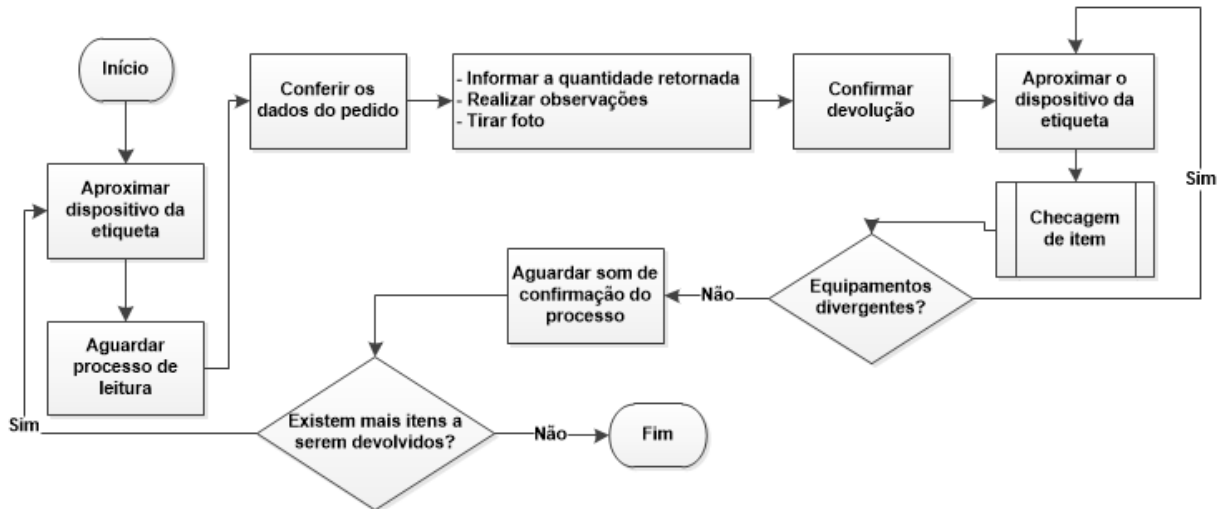 Início
Aproximar
dispositivo da
etiqueta
Aguardar
processo de
leitura
Conferir os
dados do pedido
- Informar a quantidade retornada
- Realizar observações
- Tirar foto
Confirmar
devolução
Aproximar o
dispositivo da
etiqueta
Checagem
de item
Equipamentos
divergentes?
Sim
Não
Aguardar som de
confirmação do
processo
Existem mais itens a
serem devolvidos?
Sim
Não
Fim